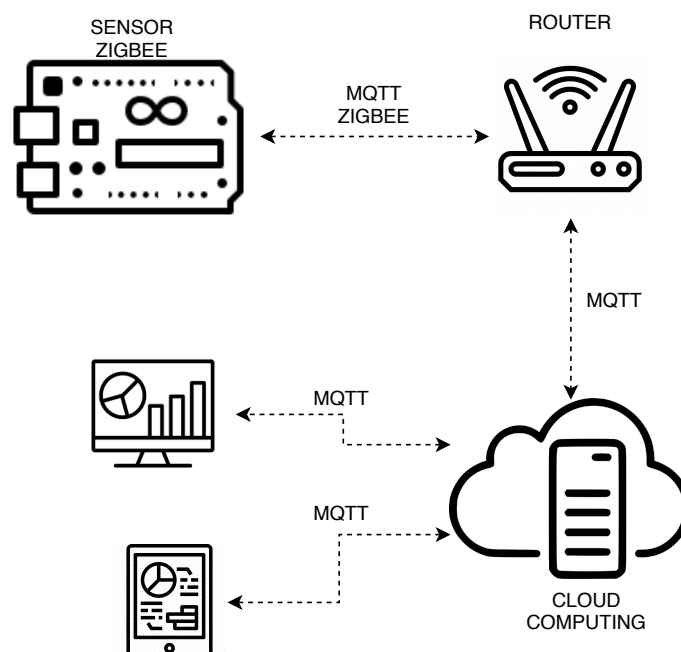 SENSOR
ZIGBEE
ROUTER
MQTT
ZIGBEE
MQTT
MQTT
MQTT
CLOUD
COMPUTING